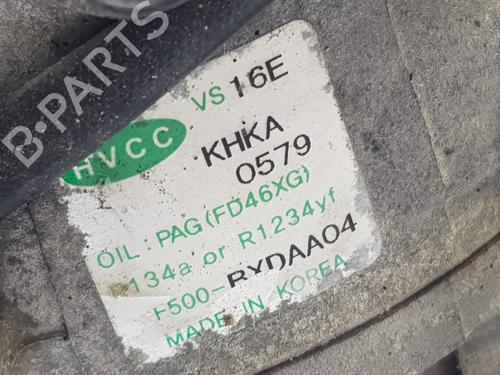 B-PARTS
HVCC
VS 16E
KHKA
0579
OIL : PAG (FD46XG)
134a or R1234yf
F500-BYDAA04
MADE IN KOREA